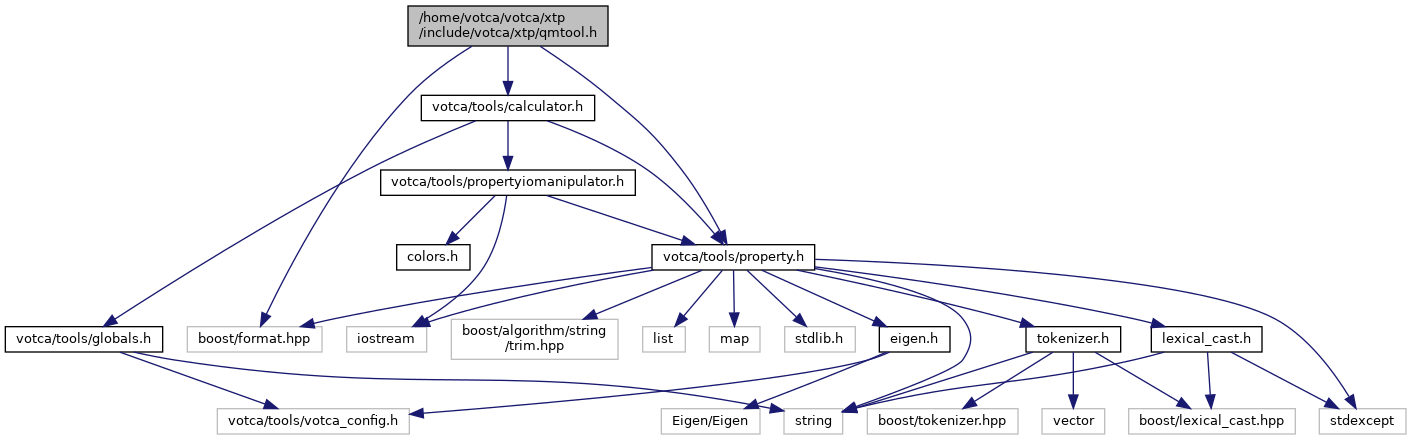 /home/votca/votca/xtp
/include/votca/xtp/qmtool.h
votca/tools/calculator.h
votca/tools/propertyiomanipulator.h
colors.h
votca/tools/property.h
votca/tools/globals.h
boost/format.hpp
iostream
boost/algorithm/string
/trim.hpp
list
map
stdlib.h
eigen.h
tokenizer.h
lexical_cast.h
votca/tools/votca_config.h
Eigen/Eigen
string
boost/tokenizer.hpp
vector
boost/lexical_cast.hpp
stdexcept